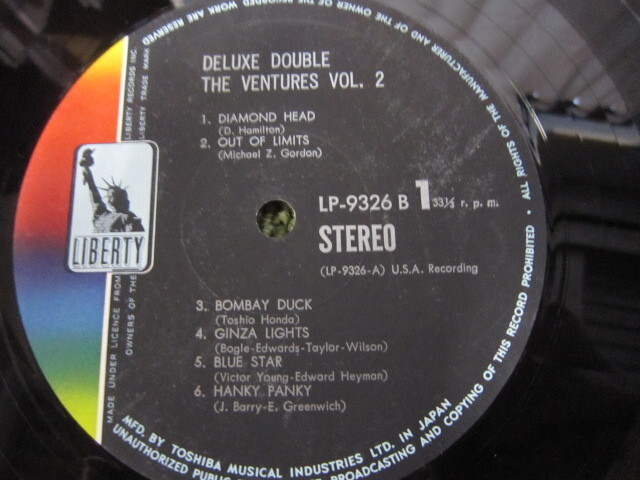 DELUXE DOUBLE
THE VENTURES VOL. 2
1. DIAMOND HEAD
(D. Hamilton)
2. OUT OF LIMITS
(Michael Z. Gordon)
LP-9326 B 1 33⅓ r. p. m.
STEREO
(LP-9326-A) U.S.A. Recording
3. BOMBAY DUCK
(Toshio Honda)
4. GINZA LIGHTS
(Bogle-Edwards-Taylor-Wilson)
5. BLUE STAR
(Victor Young-Edward Heyman)
6. HANKY PANKY
(J. Barry-E. Greenwich)
LIBERTY
MADE UNDER LICENCE FROM LIBERTY RECORDS INC.
OWNERS OF THE LIBERTY TRADE MARK
MFD. BY TOSHIBA MUSICAL INDUSTRIES LTD. IN JAPAN
ALL RIGHTS OF THE MANUFACTURER AND OF THE OWNER OF THE RECORDED WORK ARE RESERVED
UNAUTHORIZED PUBLIC BROADCASTING AND COPYING OF THIS RECORD PROHIBITED •